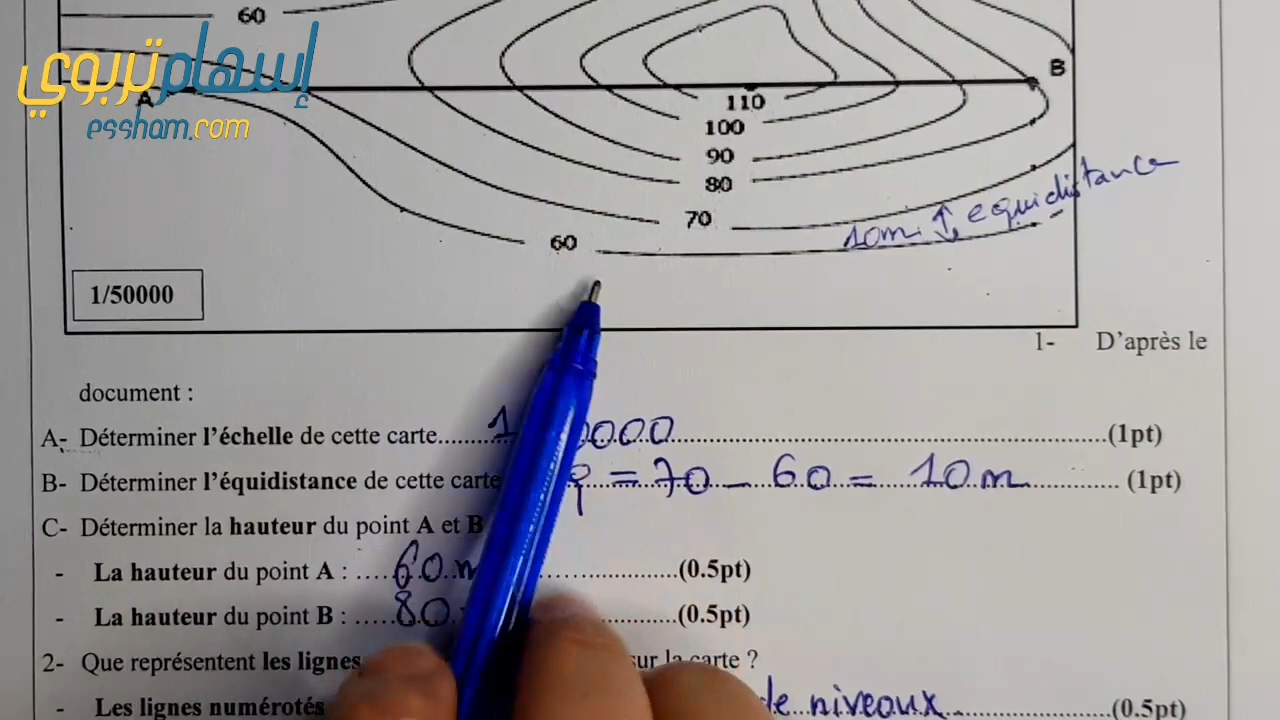 60
إسهام تربوي
essham.com
A
B
110
100
90
80
70
60
10m equidistance
1/50000
1- D'après le
document :
A- Déterminer l'échelle de cette carte.....(1pt)
B- Déterminer l'équidistance de cette carte = 70 - 60 = 10m (1pt)
C- Déterminer la hauteur du point A et B
- La hauteur du point A : 60m (0.5pt)
- La hauteur du point B : 80 (0.5pt)
2- Que représentent les lignes sur la carte ?
- Les lignes numérotés de niveaux (0.5pt)